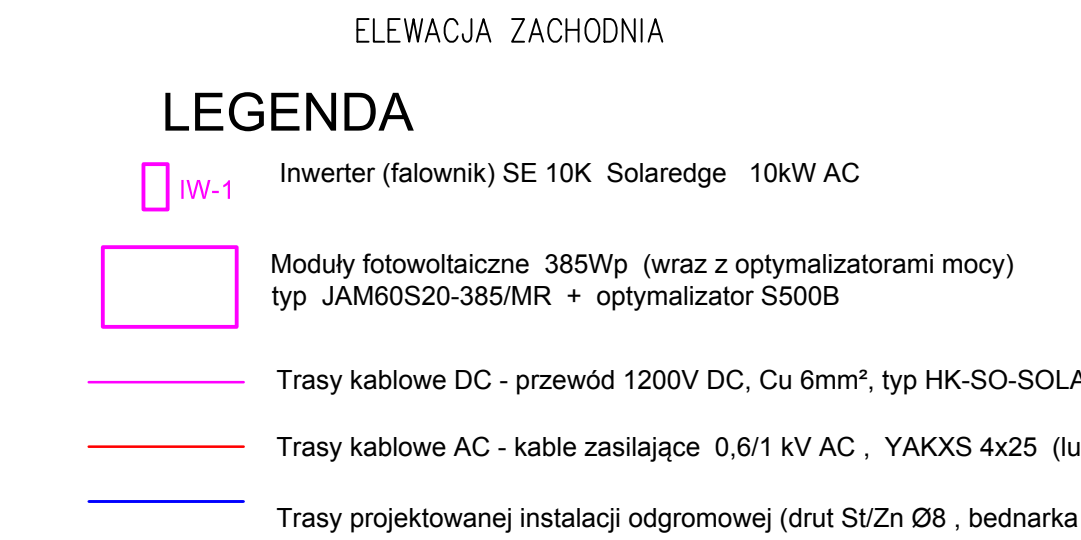 ELEWACJA ZACHODNIA
LEGENDA
IW-1 Inwerter (falownik) SE 10K Solaredge 10kW AC
Moduły fotowoltaiczne 385Wp (wraz z optymalizatorami mocy)
typ JAM60S20-385/MR + optymalizator S500B
Trasy kablowe DC - przewód 1200V DC, Cu 6mm², typ HK-SO-SOLA
Trasy kablowe AC - kable zasilające 0,6/1 kV AC , YAKXS 4x25 (lu
Trasy projektowanej instalacji odgromowej (drut St/Zn Ø8 , bednarka